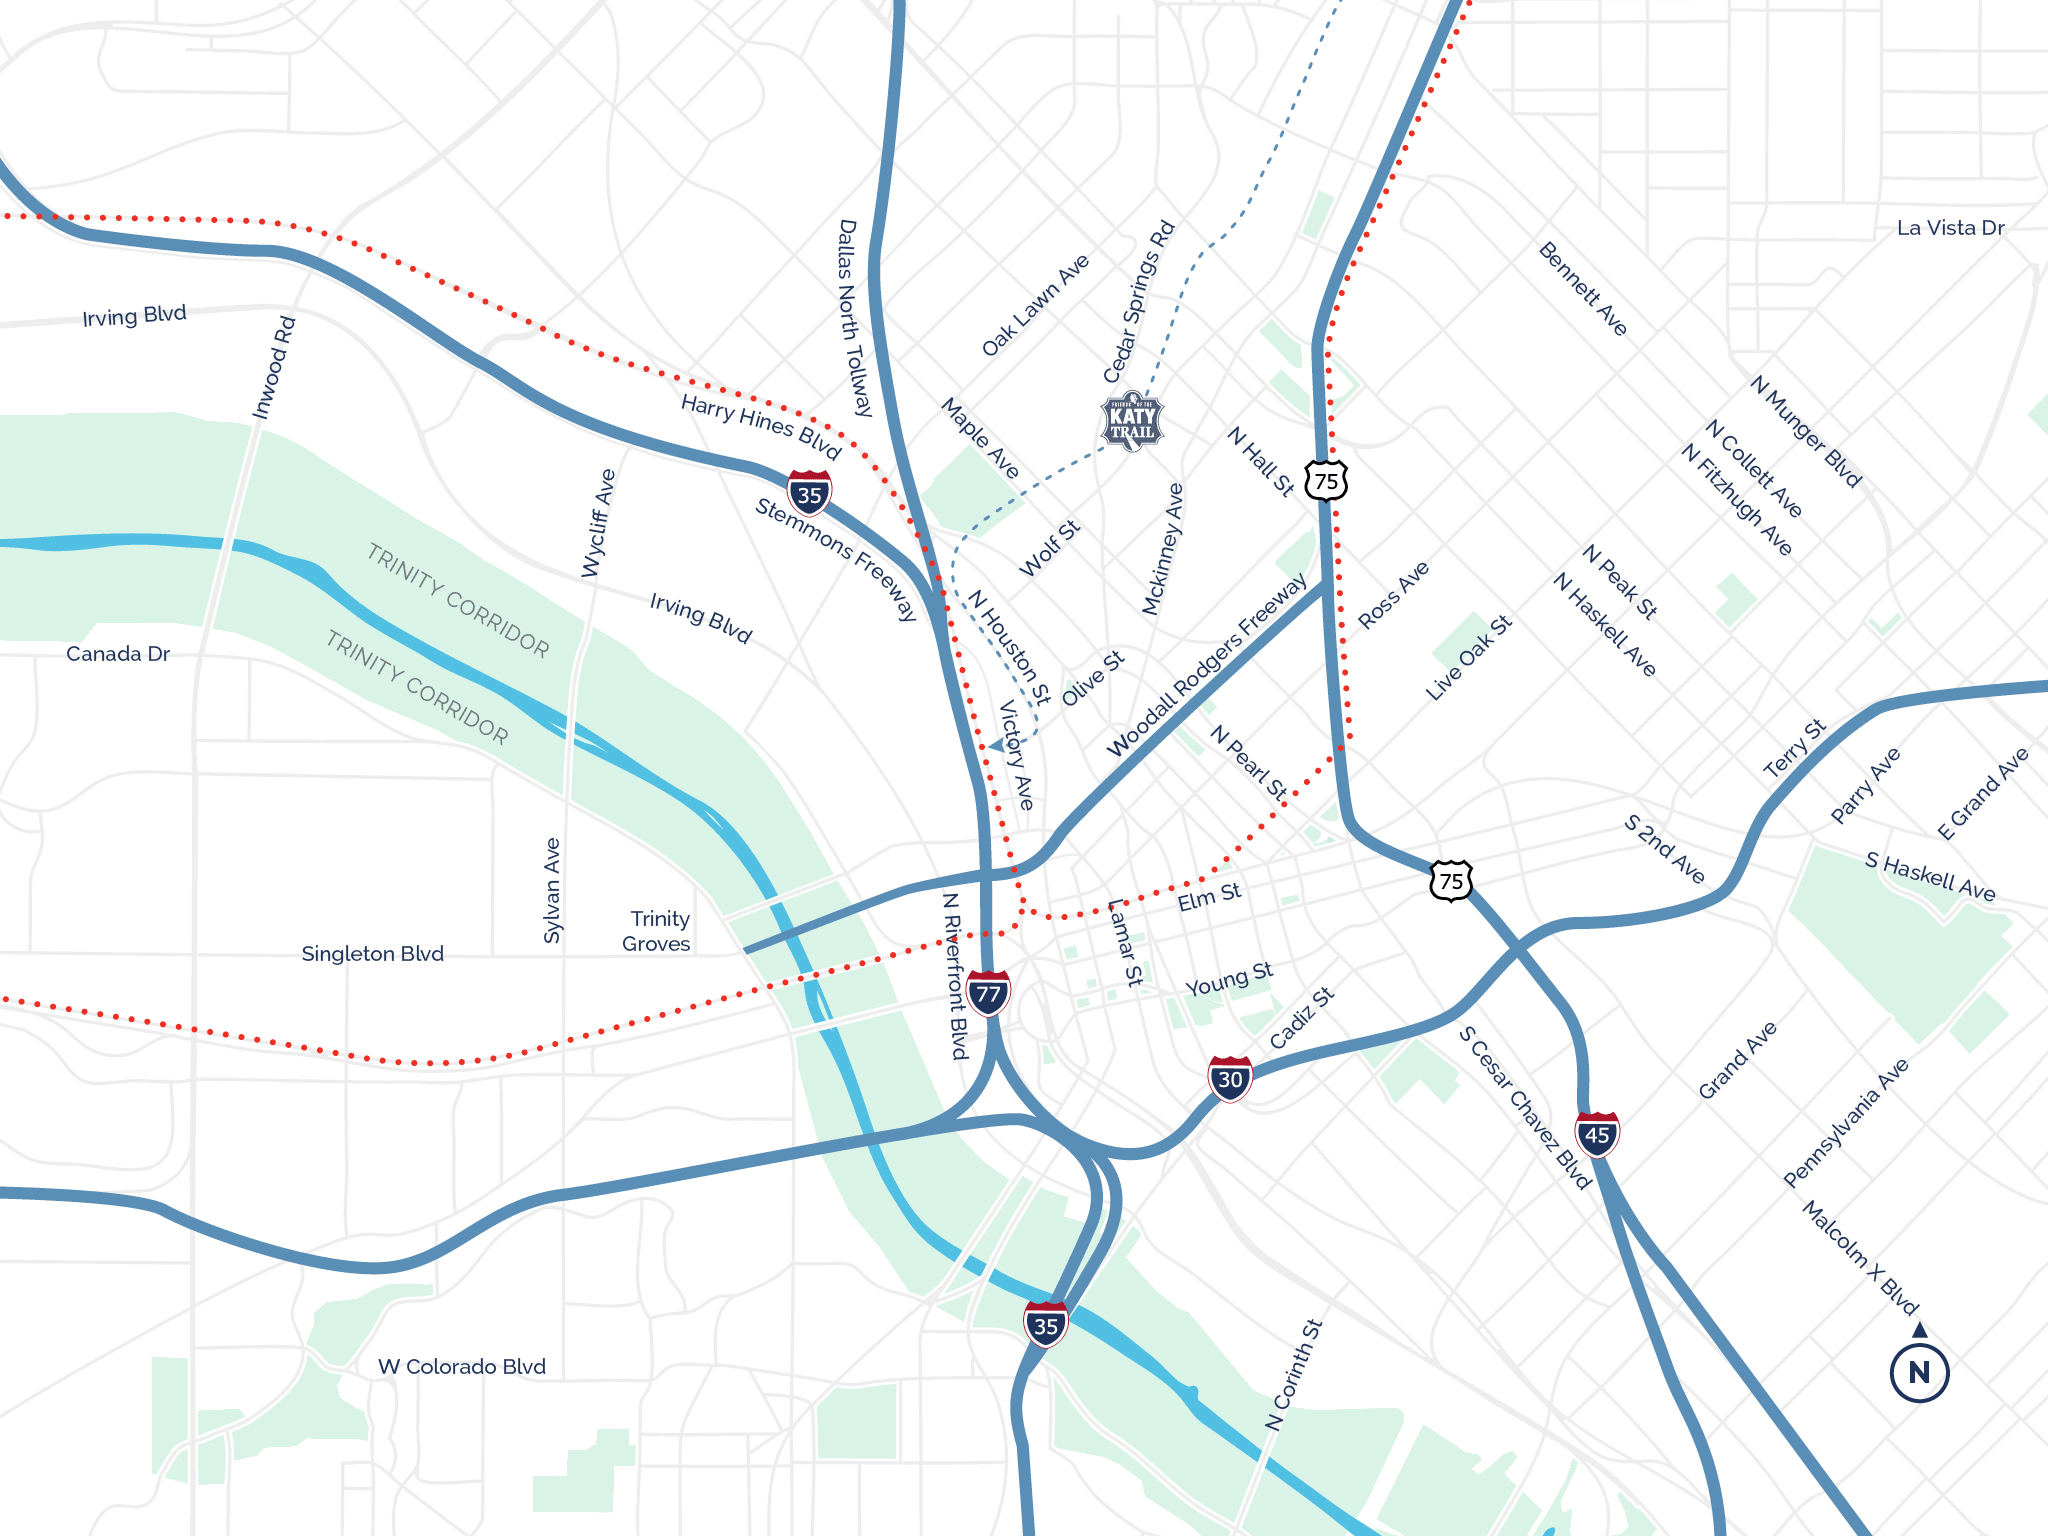 La Vista Dr
Dallas North Tollway
Cedar Springs Rd
Oak Lawn Ave
Bennett Ave
Irving Blvd
Inwood Rd
Harry Hines Blvd
Maple Ave
FRIENDS OF THE
KATY
TRAIL
N Hall St
N Munger Blvd
N Collett Ave
N Fitzhugh Ave
75
35
Stemmons Freeway
Wycliff Ave
Wolf St
Mckinney Ave
TRINITY CORRIDOR
TRINITY CORRIDOR
Irving Blvd
N Houston St
Woodall Rodgers Freeway
Ross Ave
N Peak St
N Haskell Ave
Live Oak St
Canada Dr
Olive St
Victory Ave
N Pearl St
Terry St
Parry Ave
E Grand Ave
S 2nd Ave
S Haskell Ave
75
Sylvan Ave
Trinity
Groves
Singleton Blvd
N Riverfront Blvd
Elm St
Lamar St
Young St
Cadiz St
77
30
S Cesar Chavez Blvd
Grand Ave
Pennsylvania Ave
45
Malcolm X Blvd
35
W Colorado Blvd
N Corinth St
N